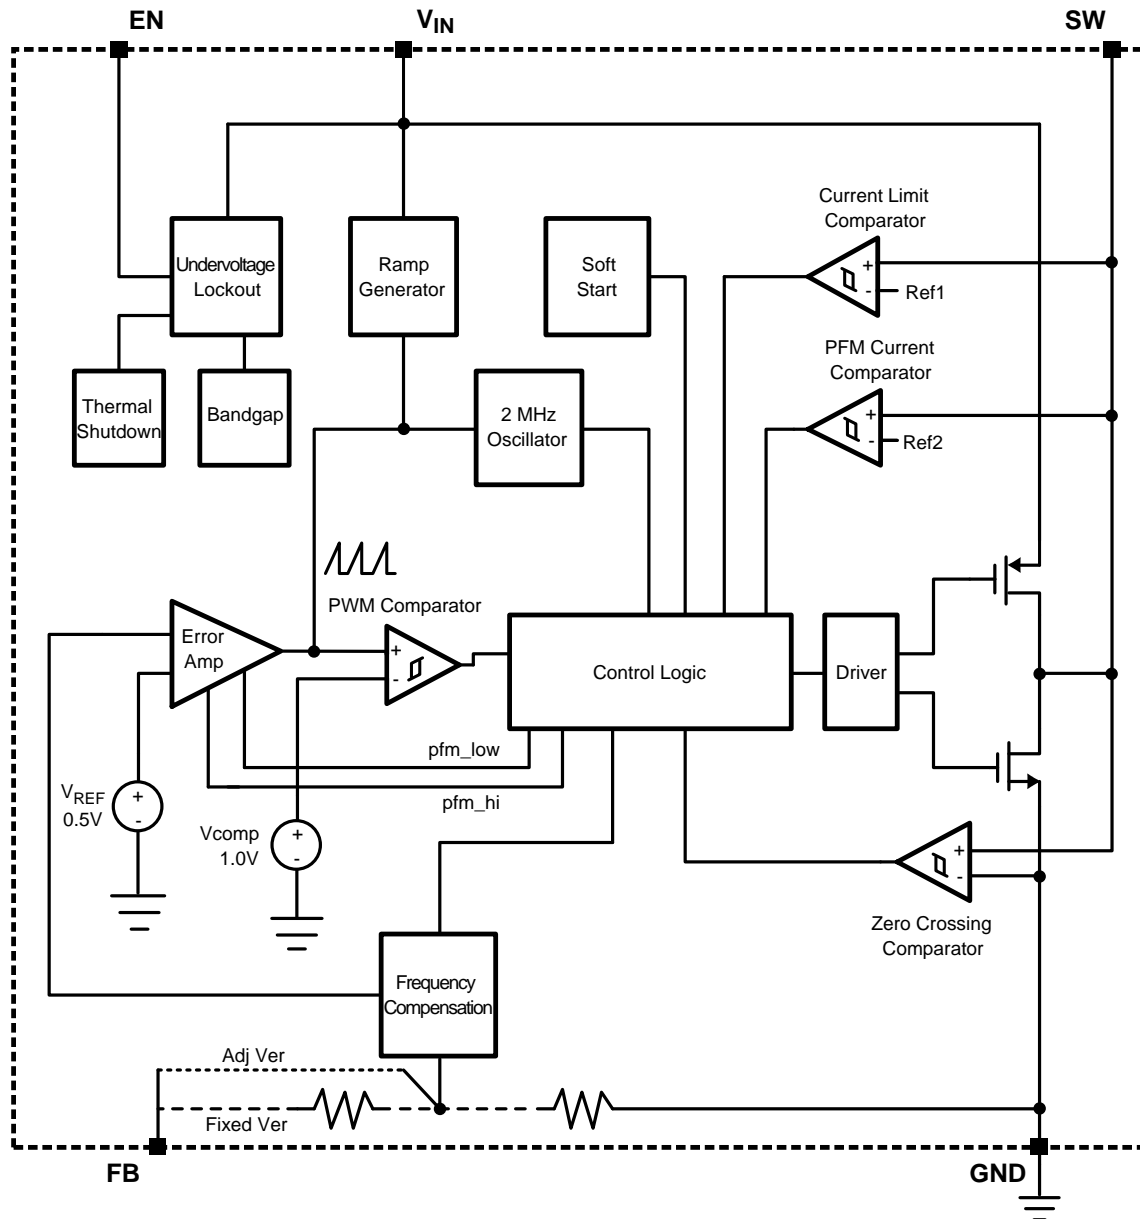 EN
VIN
SW
Current Limit
Comparator
+
-
Ref1
Undervoltage
Lockout
Ramp
Generator
Soft
Start
PFM Current
Comparator
+
-
Ref2
Thermal
Shutdown
Bandgap
2 MHz
Oscillator
PWM Comparator
Error
Amp
+
-
Control Logic
Driver
pfm_low
pfm_hi
VREF
0.5V
+
-
Vcomp
1.0V
+
-
+
-
Zero Crossing
Comparator
Frequency
Compensation
Adj Ver
Fixed Ver
FB
GND